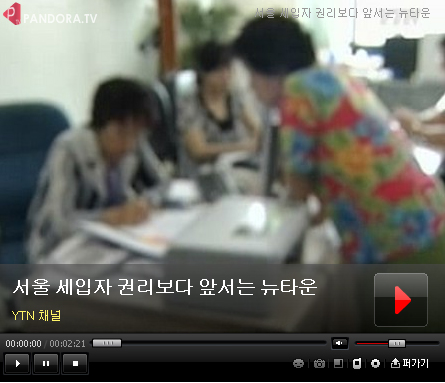 PANDORA.TV
서울 세입자 권리보다 앞서는 뉴타운
서울 세입자 권리보다 앞서는 뉴타운
YTN 채널
00:00:00 / 00:02:21
퍼가기